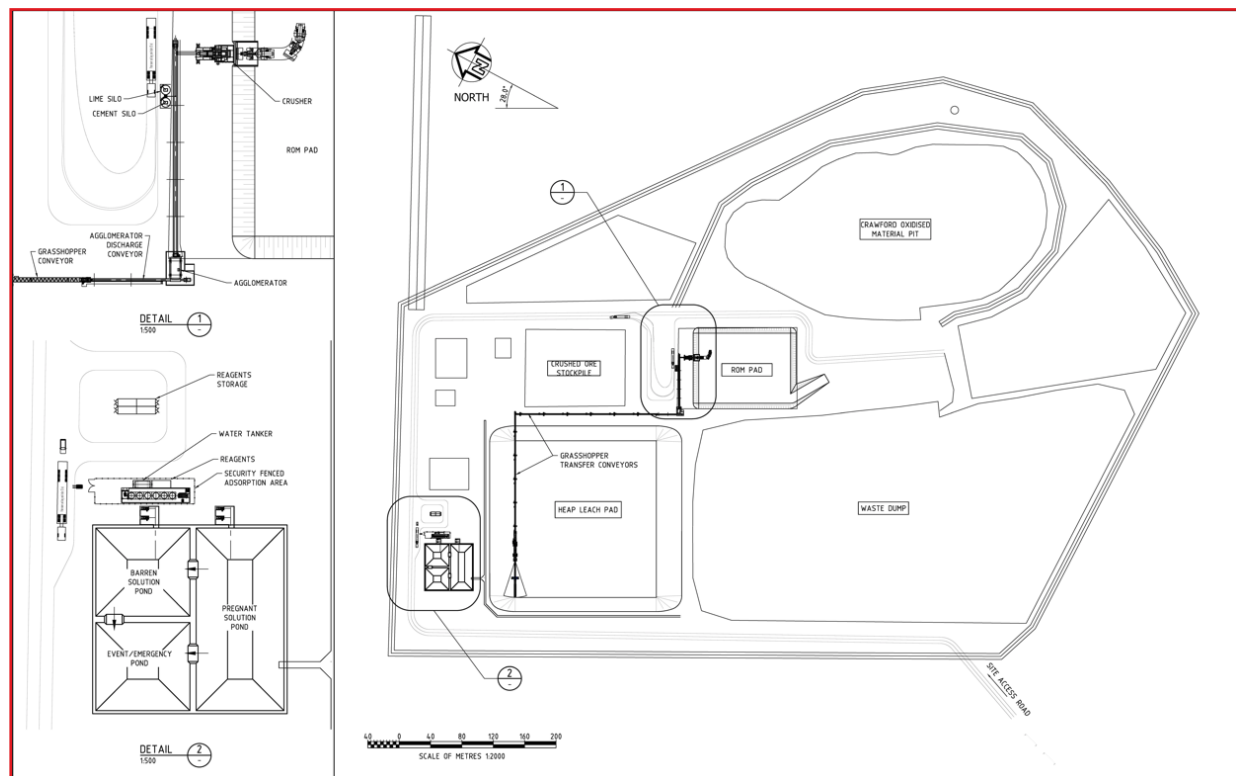 LIME SILO
CEMENT SILO
CRUSHER
ROM PAD
AGGLOMERATOR
DISCHARGE
CONVEYOR
GRASSHOPPER
CONVEYOR
AGGLOMERATOR
DETAIL 1
1:500 -
REAGENTS
STORAGE
WATER TANKER
REAGENTS
SECURITY FENCED
ADSORPTION AREA
BARREN
SOLUTION
POND
PREGNANT
SOLUTION
POND
EVENT/EMERGENCY
POND
DETAIL 2
1:500 -
N
NORTH
28.0°
1
-
CRAWFORD OXIDISED
MATERIAL PIT
CRUSHED ORE
STOCKPILE
ROM PAD
GRASSHOPPER
TRANSFER CONVEYORS
HEAP LEACH PAD
WASTE DUMP
2
-
SITE ACCESS ROAD
40 0 40 80 120 160 200
SCALE OF METRES 1:2000